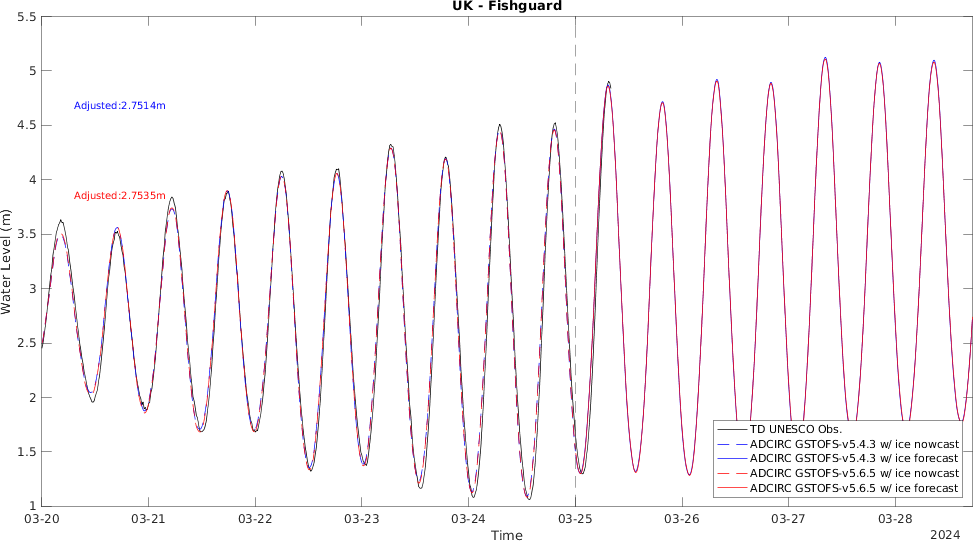 UK - Fishguard
5.5
5
4.5
4
3.5
3
2.5
2
1.5
1
Water Level (m)
Adjusted:2.7514m
Adjusted:2.7535m
TD UNESCO Obs.
ADCIRC GSTOFS-v5.4.3 w/ ice nowcast
ADCIRC GSTOFS-v5.4.3 w/ ice forecast
ADCIRC GSTOFS-v5.6.5 w/ ice nowcast
ADCIRC GSTOFS-v5.6.5 w/ ice forecast
03-20 03-21 03-22 03-23 03-24 03-25 03-26 03-27 03-28
Time
2024